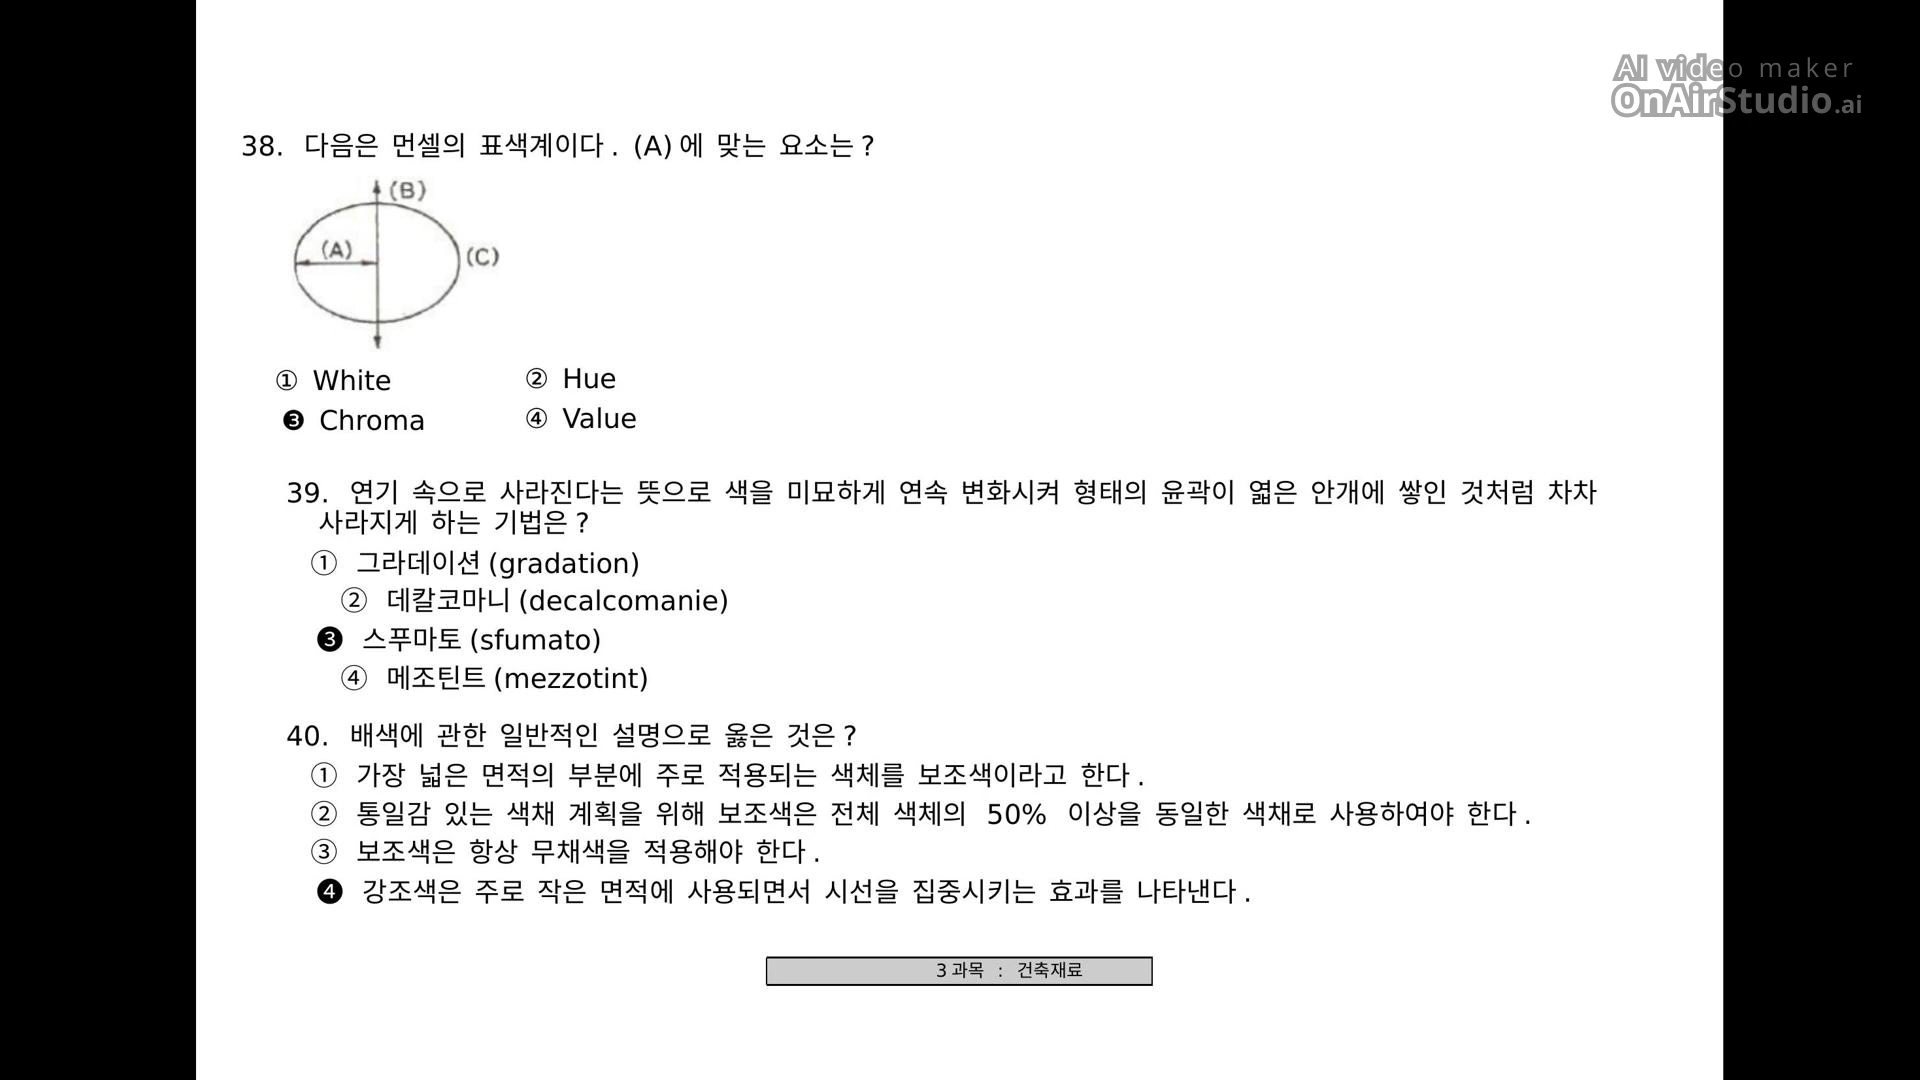 AI video maker
OnAirStudio.ai
38. 다음은 먼셀의 표색계이다. (A)에 맞는 요소는?
(B)
(A)
(C)
① White ② Hue
❸ Chroma ④ Value
39. 연기 속으로 사라진다는 뜻으로 색을 미묘하게 연속 변화시켜 형태의 윤곽이 엷은 안개에 쌓인 것처럼 차차
사라지게 하는 기법은?
① 그라데이션(gradation)
② 데칼코마니(decalcomanie)
❸ 스푸마토(sfumato)
④ 메조틴트(mezzotint)
40. 배색에 관한 일반적인 설명으로 옳은 것은?
① 가장 넓은 면적의 부분에 주로 적용되는 색체를 보조색이라고 한다.
② 통일감 있는 색채 계획을 위해 보조색은 전체 색체의 50% 이상을 동일한 색채로 사용하여야 한다.
③ 보조색은 항상 무채색을 적용해야 한다.
❹ 강조색은 주로 작은 면적에 사용되면서 시선을 집중시키는 효과를 나타낸다.
3과목 : 건축재료